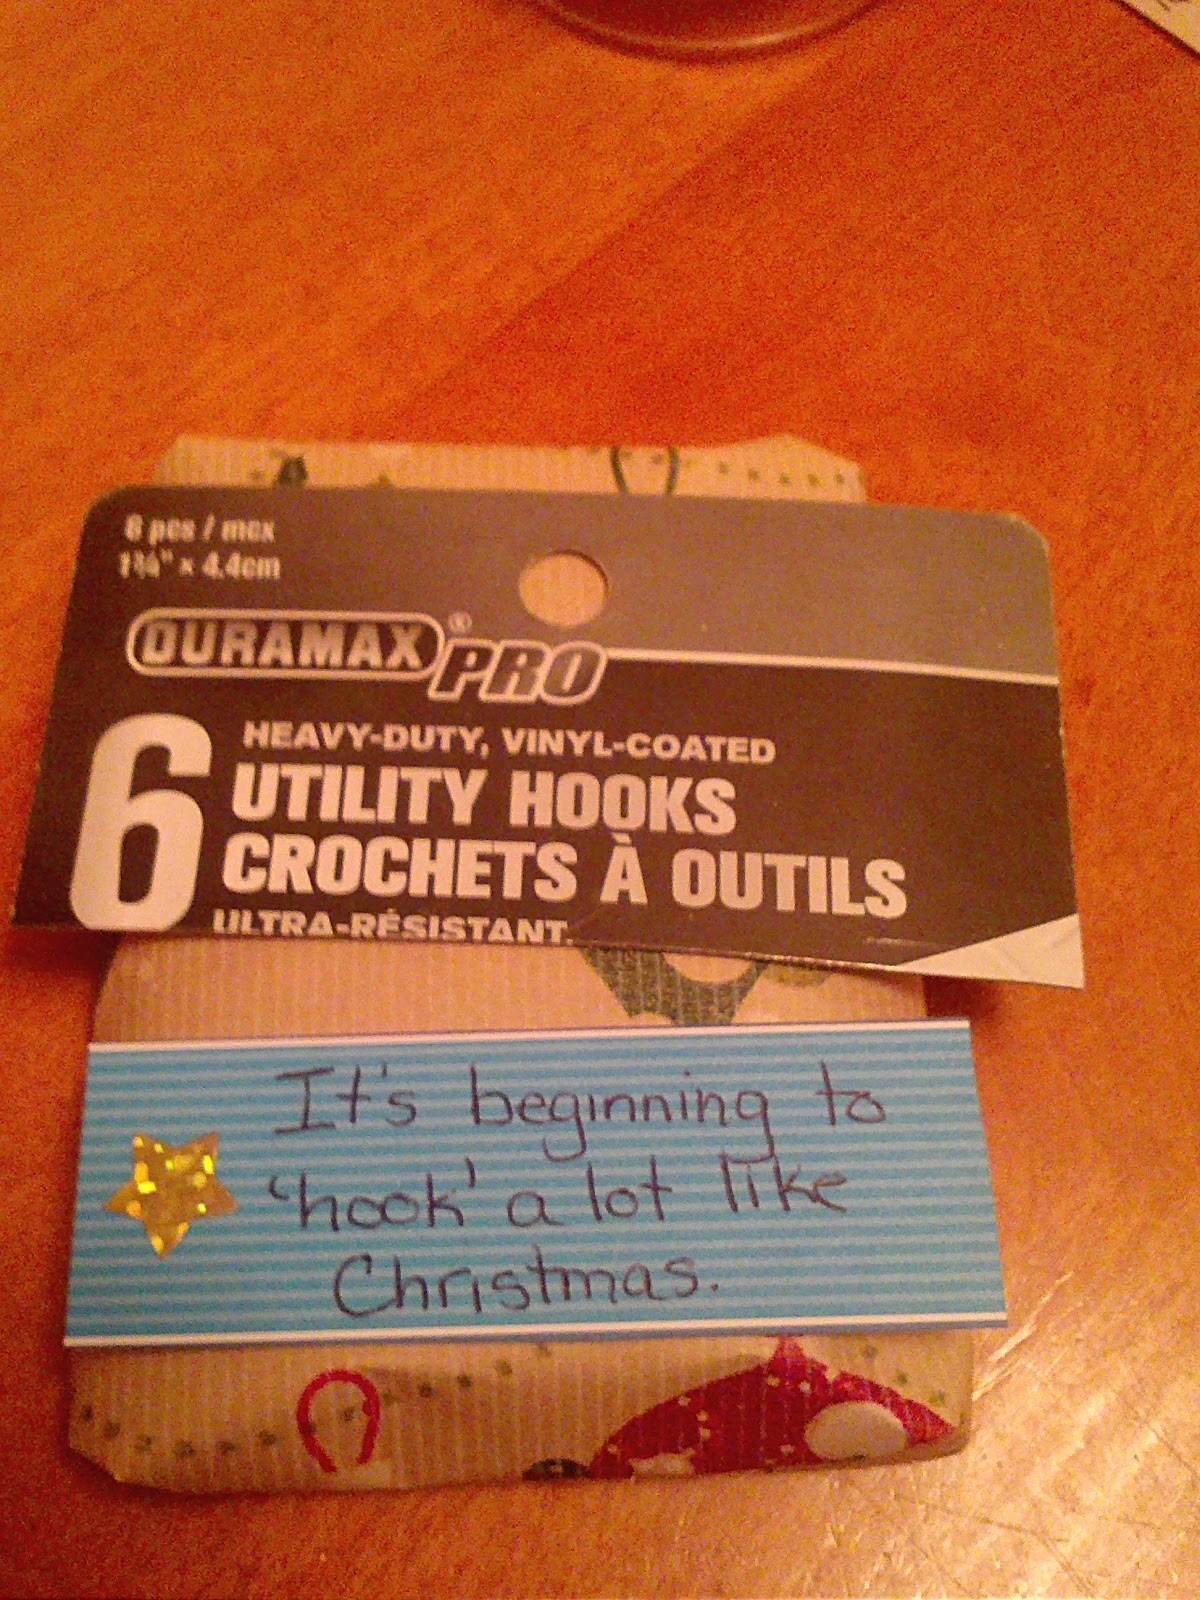 6 pcs / mcx
1¾" × 4.4cm
DURAMAX® PRO
6
HEAVY-DUTY, VINYL-COATED
UTILITY HOOKS
CROCHETS À OUTILS
ULTRA-RÉSISTANT
It's beginning to
'hook' a lot like
Christmas.